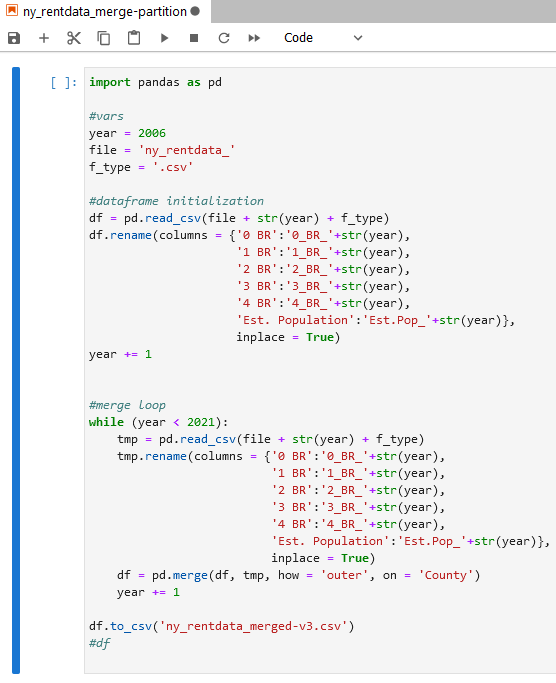 ny_rentdata_merge-partition
Code
[ ]:
import pandas as pd
#vars
year = 2006
file = 'ny_rentdata_'
f_type = '.csv'
#dataframe initialization
df = pd.read_csv(file + str(year) + f_type)
df.rename(columns = {'0 BR':'0_BR_'+str(year),
'1 BR':'1_BR_'+str(year),
'2 BR':'2_BR_'+str(year),
'3 BR':'3_BR_'+str(year),
'4 BR':'4_BR_'+str(year),
'Est. Population':'Est.Pop_'+str(year)},
inplace = True)
year += 1
#merge loop
while (year < 2021):
tmp = pd.read_csv(file + str(year) + f_type)
tmp.rename(columns = {'0 BR':'0_BR_'+str(year),
'1 BR':'1_BR_'+str(year),
'2 BR':'2_BR_'+str(year),
'3 BR':'3_BR_'+str(year),
'4 BR':'4_BR_'+str(year),
'Est. Population':'Est.Pop_'+str(year)},
inplace = True)
df = pd.merge(df, tmp, how = 'outer', on = 'County')
year += 1
df.to_csv('ny_rentdata_merged-v3.csv')
#df